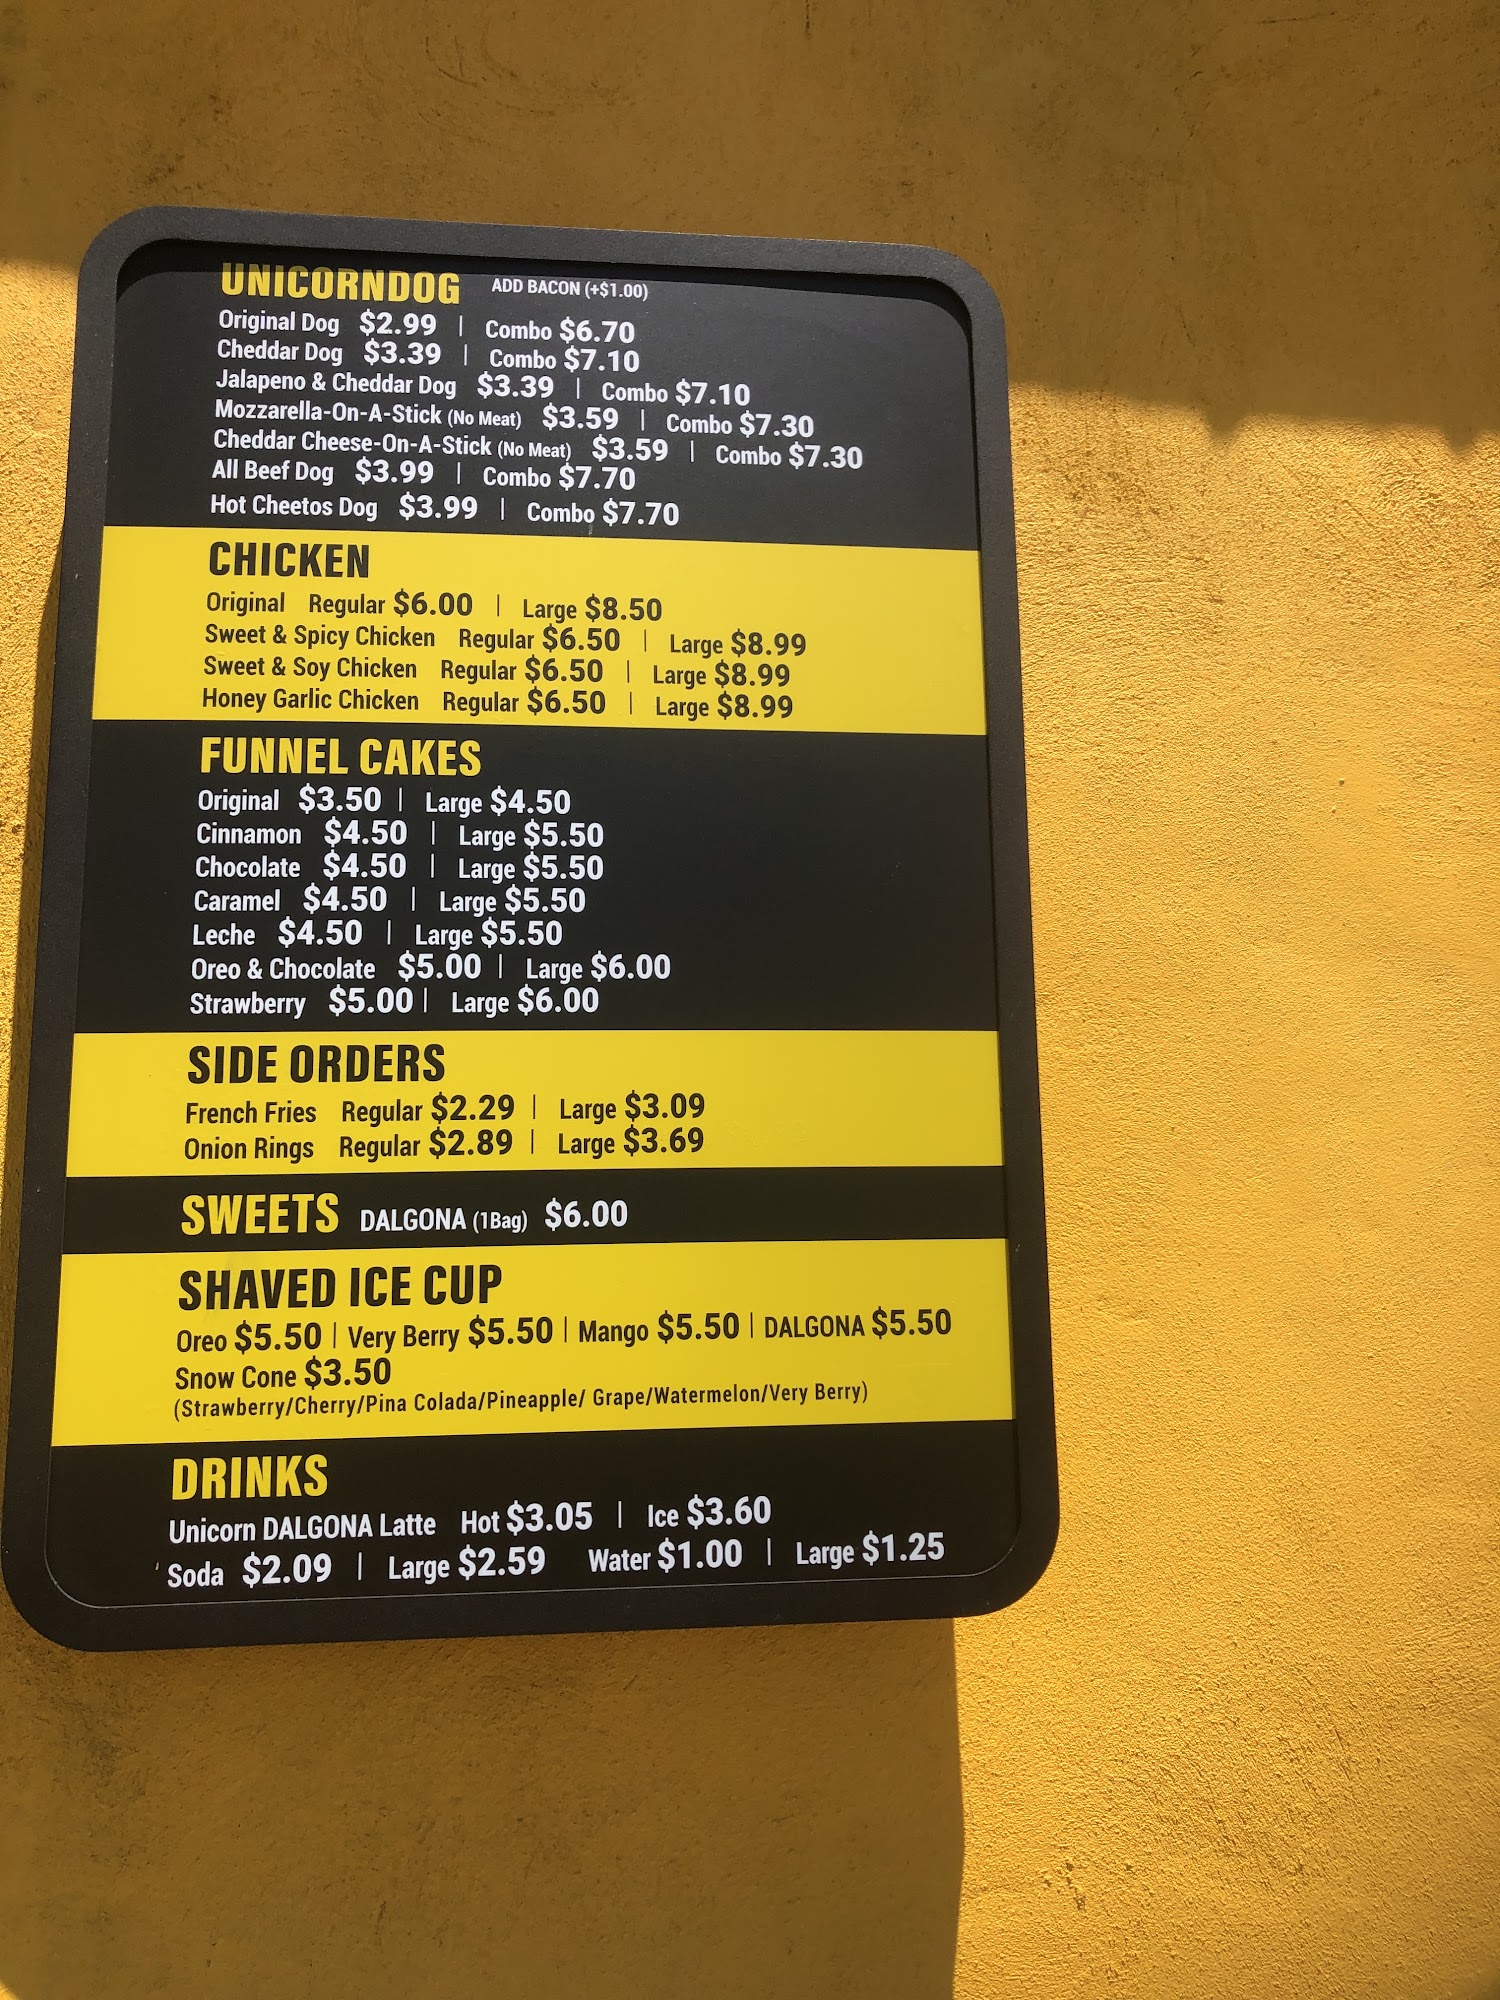 UNICORNDOG ADD BACON (+$1.00)
Original Dog $2.99 | Combo $6.70
Cheddar Dog $3.39 | Combo $7.10
Jalapeno & Cheddar Dog $3.39 | Combo $7.10
Mozzarella-On-A-Stick (No Meat) $3.59 | Combo $7.30
Cheddar Cheese-On-A-Stick (No Meat) $3.59 | Combo $7.30
All Beef Dog $3.99 | Combo $7.70
Hot Cheetos Dog $3.99 | Combo $7.70
CHICKEN
Original Regular $6.00 | Large $8.50
Sweet & Spicy Chicken Regular $6.50 | Large $8.99
Sweet & Soy Chicken Regular $6.50 | Large $8.99
Honey Garlic Chicken Regular $6.50 | Large $8.99
FUNNEL CAKES
Original $3.50 | Large $4.50
Cinnamon $4.50 | Large $5.50
Chocolate $4.50 | Large $5.50
Caramel $4.50 | Large $5.50
Leche $4.50 | Large $5.50
Oreo & Chocolate $5.00 | Large $6.00
Strawberry $5.00 | Large $6.00
SIDE ORDERS
French Fries Regular $2.29 | Large $3.09
Onion Rings Regular $2.89 | Large $3.69
SWEETS DALGONA (1Bag) $6.00
SHAVED ICE CUP
Oreo $5.50 | Very Berry $5.50 | Mango $5.50 | DALGONA $5.50
Snow Cone $3.50
(Strawberry/Cherry/Pina Colada/Pineapple/ Grape/Watermelon/Very Berry)
DRINKS
Unicorn DALGONA Latte Hot $3.05 | Ice $3.60
Soda $2.09 | Large $2.59 Water $1.00 | Large $1.25